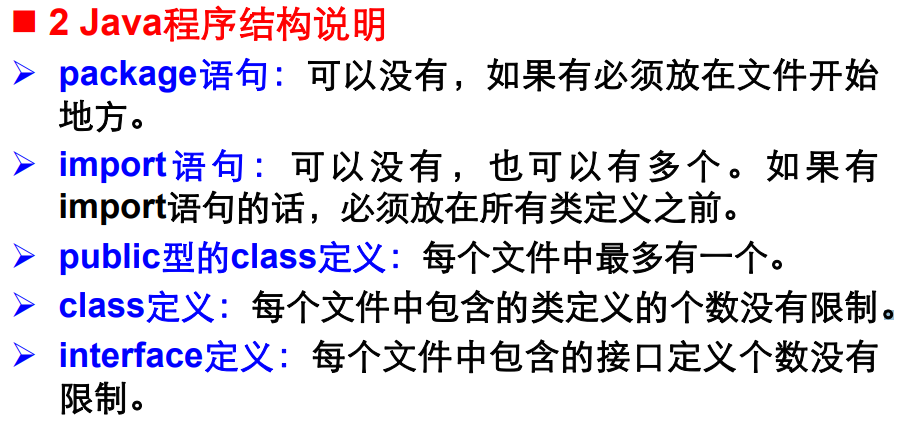 ■ 2 Java程序结构说明
➢ package语句：可以没有，如果有必须放在文件开始
地方。
➢ import语句：可以没有，也可以有多个。如果有
import语句的话，必须放在所有类定义之前。
➢ public型的class定义：每个文件中最多有一个。
➢ class定义：每个文件中包含的类定义的个数没有限制。
➢ interface定义：每个文件中包含的接口定义个数没有
限制。